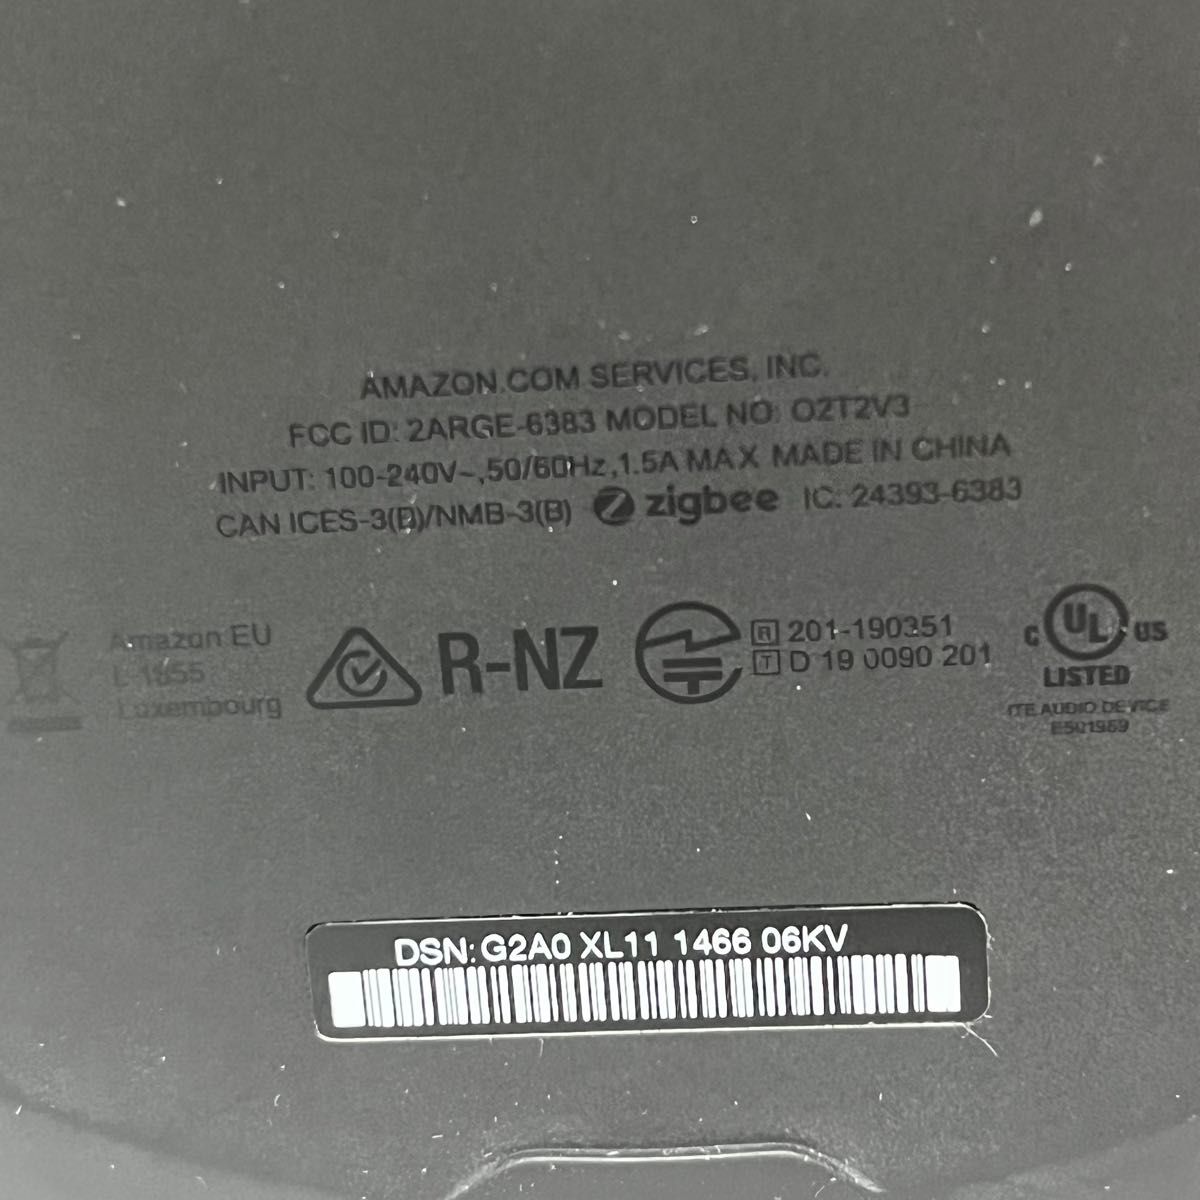 AMAZON.COM SERVICES, INC.
FCC ID: 2ARGE-6383 MODEL NO: O2T2V3
INPUT: 100-240V~,50/60Hz,1.5A MAX MADE IN CHINA
CAN ICES-3(B)/NMB-3(B) zigbee IC: 24393-6383
Amazon EU
L-1855
Luxembourg
R-NZ
R 201-190351
T D 19 0090 201
C UL US
LISTED
ITE AUDIO DEVICE
E501989
DSN: G2A0 XL11 1466 06KV